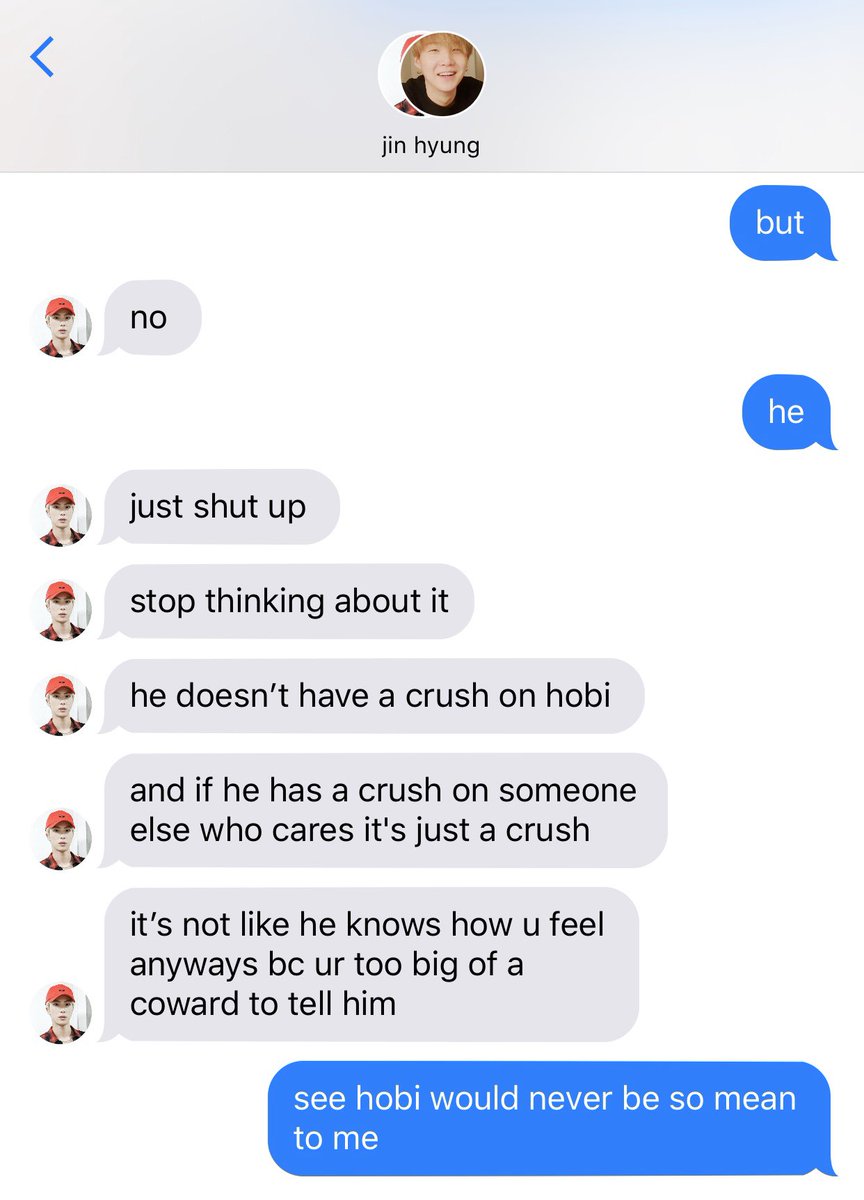 jin hyung
but
no
he
just shut up
stop thinking about it
he doesn’t have a crush on hobi
and if he has a crush on someone
else who cares it's just a crush
it’s not like he knows how u feel
anyways bc ur too big of a
coward to tell him
see hobi would never be so mean
to me